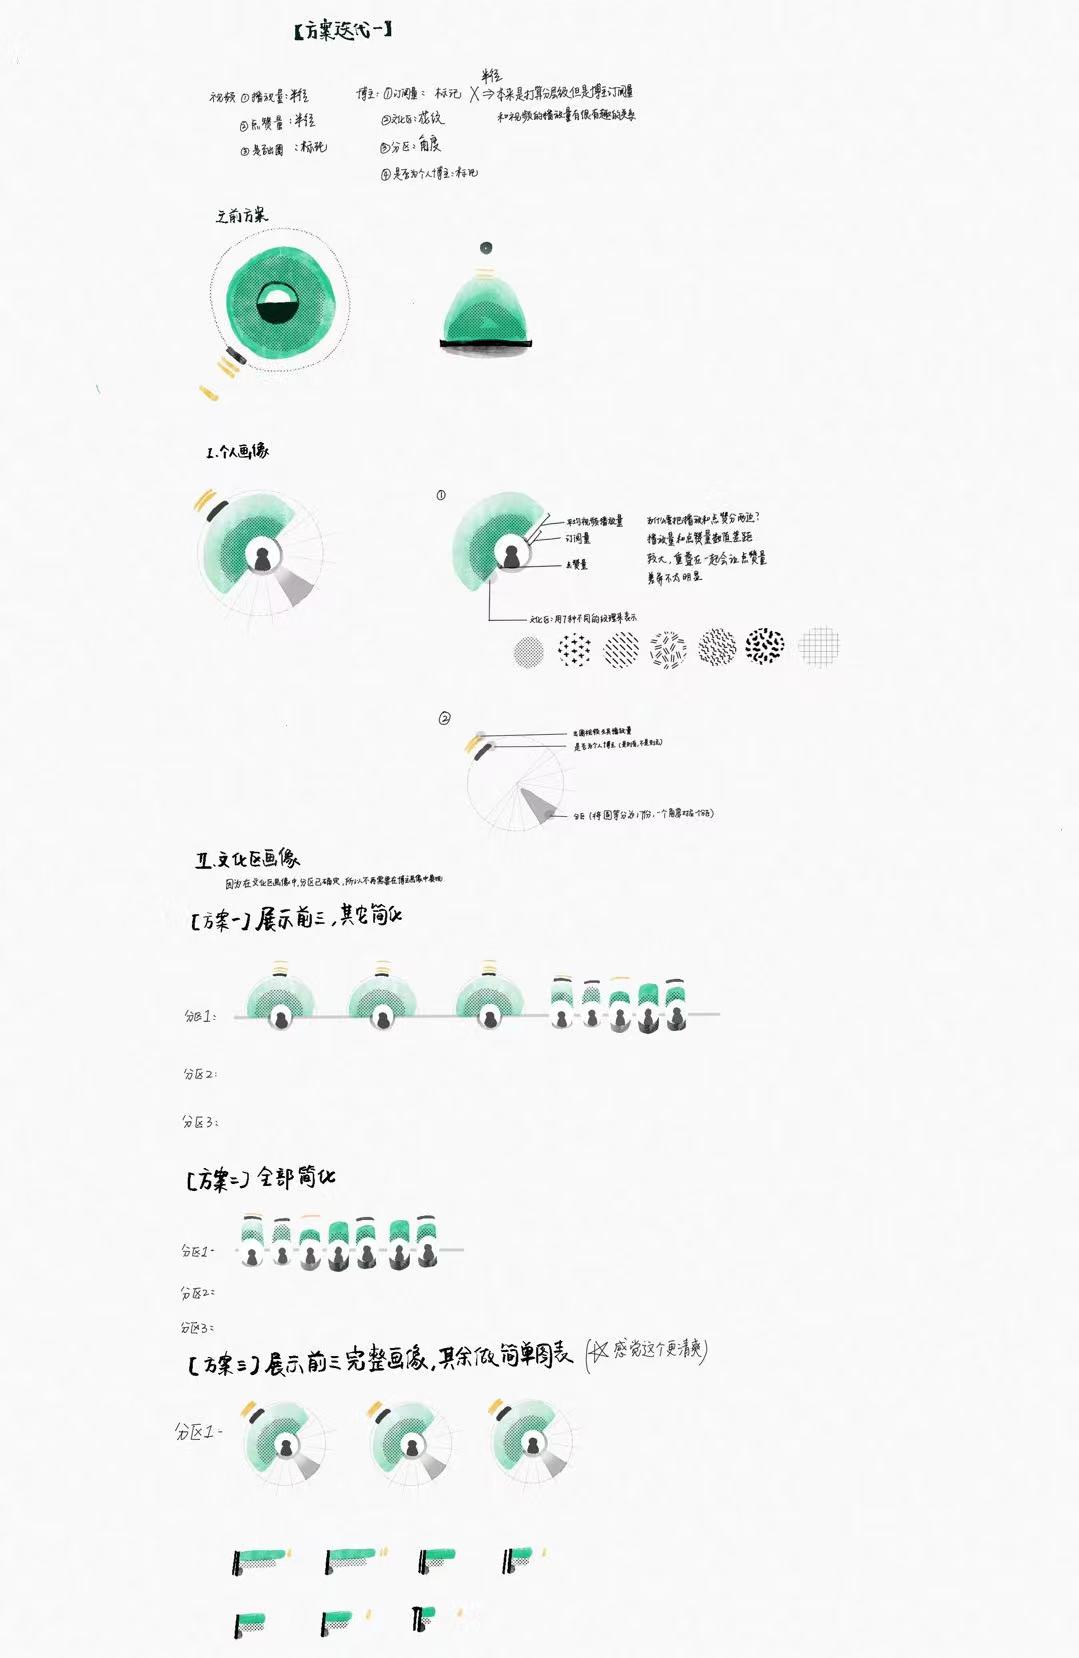 【方案迭代一】
视频 ①播放量:半径
②点赞量:半径
③是否出圈 :标记
博主:①订阅量: 标记 X ⇒本来是打算分层级但是博主订阅量
半径
和视频的播放量有很有趣的关系
②文化区:花纹
③分区:角度
④是否为个人博主:标记
之前方案
I.个人画像
①
平均视频播放量
订阅量
点赞量
为什么要把播放和点赞分两边?
播放量和点赞量数值差距
较大,重叠在一起会让点赞量
差异不太明显
文化区:用7种不同的纹理来表示
②
出圈视频太高播放量
是否为个人博主(是则有,不是则无)
分区(将圆等分为17份,一个角度对应一个分区)
II.文化区画像
因为在文化区画像中,分区已确定,所以不再需要在博主画像中表现
【方案一】展示前三,其它简化
分区1:
分区2:
分区3:
【方案二】全部简化
分区1-
分区2:
分区3:
【方案三】展示前三完整画像,其余做简单图表 (☆感觉这个更清爽)
分区1-